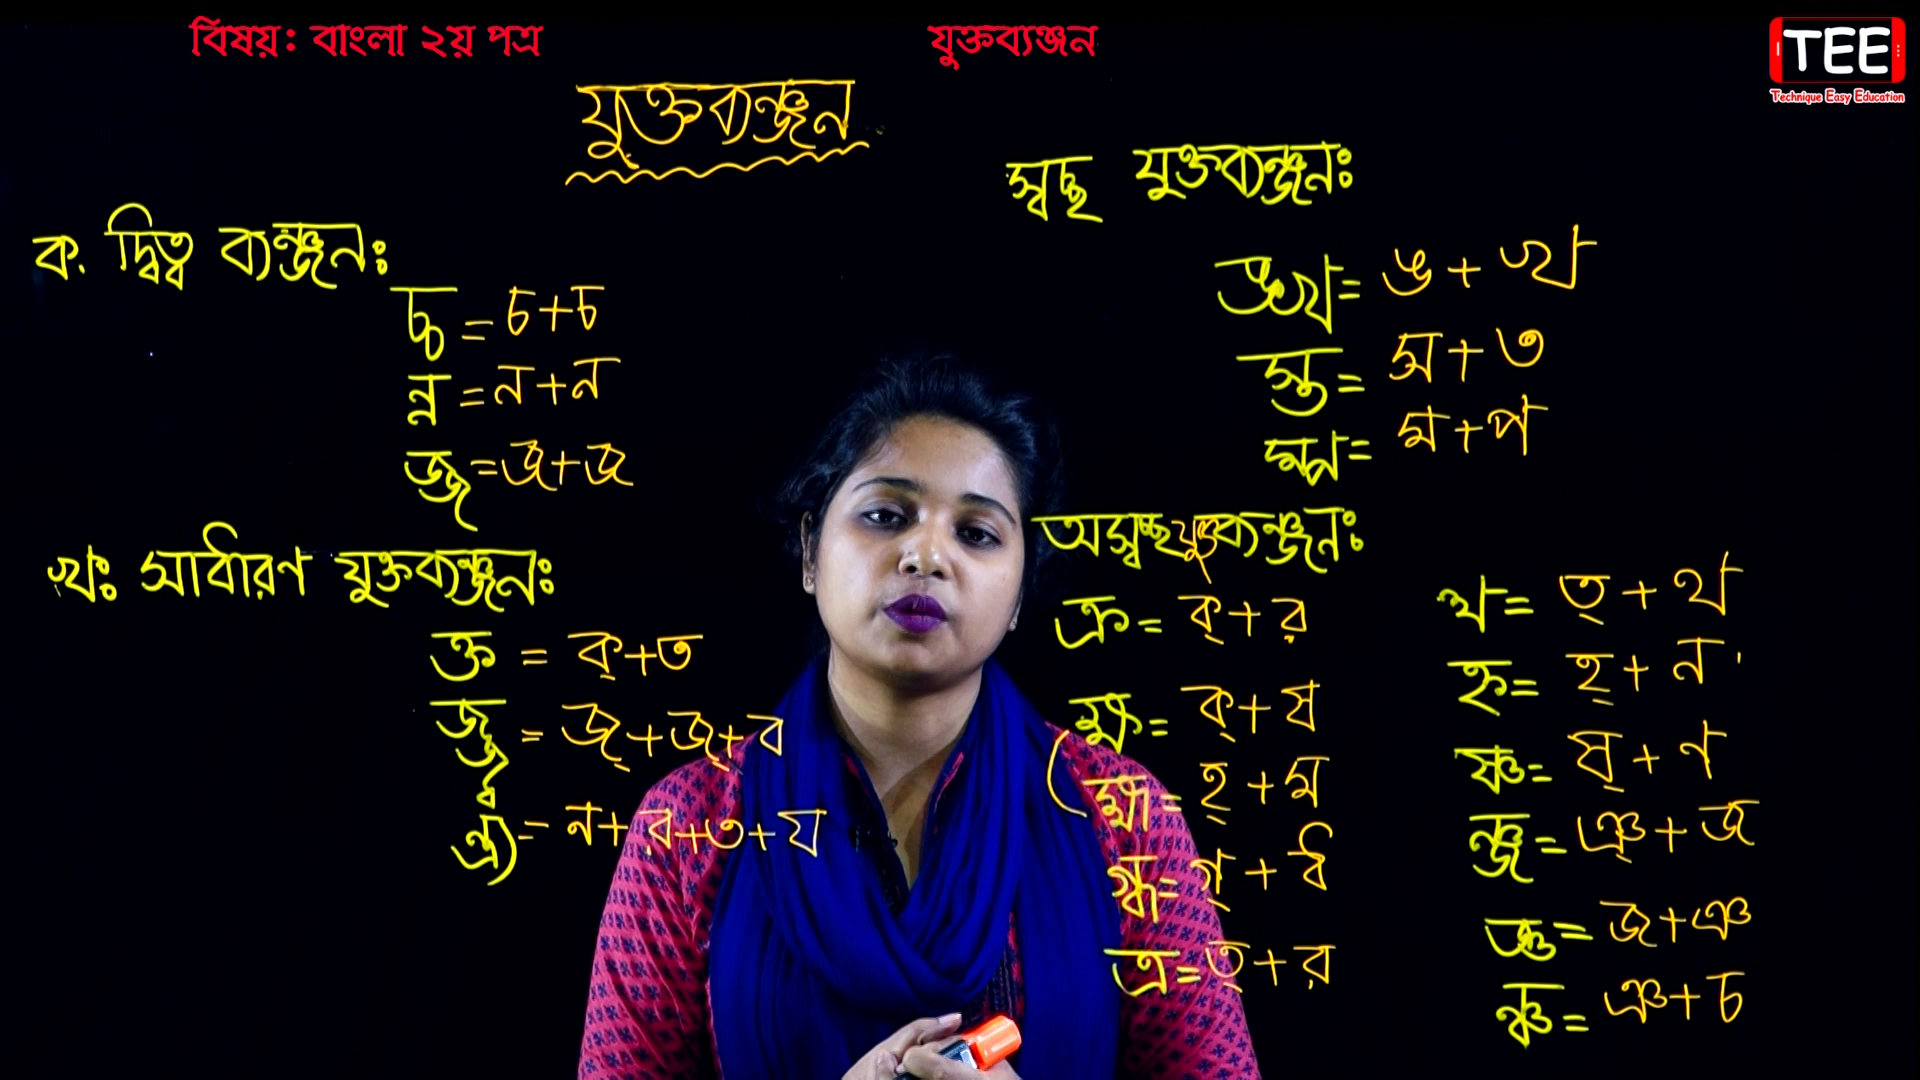 বিষয়: বাংলা ২য় পত্র
যুক্তব্যঞ্জন
TEE
Technique Easy Education
যুক্তব্যঞ্জন
ক. দ্বিত্ব ব্যঞ্জনঃ
চ্চ = চ+চ
ন্ন = ন+ন
জ্জ = জ+জ
খঃ সাধারণ যুক্তব্যঞ্জনঃ
ক্ত = ক্+ত
জ্জ্ব = জ্+জ্+ব
= ন+র+ত+য
স্বচ্ছ যুক্তব্যঞ্জনঃ
ঙ্খ = ঙ + খ
স্ত = স+ত
ম্প = ম+প
অস্বচ্ছ যুক্তব্যঞ্জনঃ
ক্র = ক্+র
ক্ষ = ক্+ষ
হ্ম = হ্+ম
গ্ধ = গ্+ধ
ত্র = ত্+র
ত্থ = ত্+থ
হ্ন = হ্+ন
ষ্ণ = ষ্+ণ
ঞ্জ = ঞ্+জ
জ্ঞ = জ+ঞ
ঞ্চ = ঞ+চ